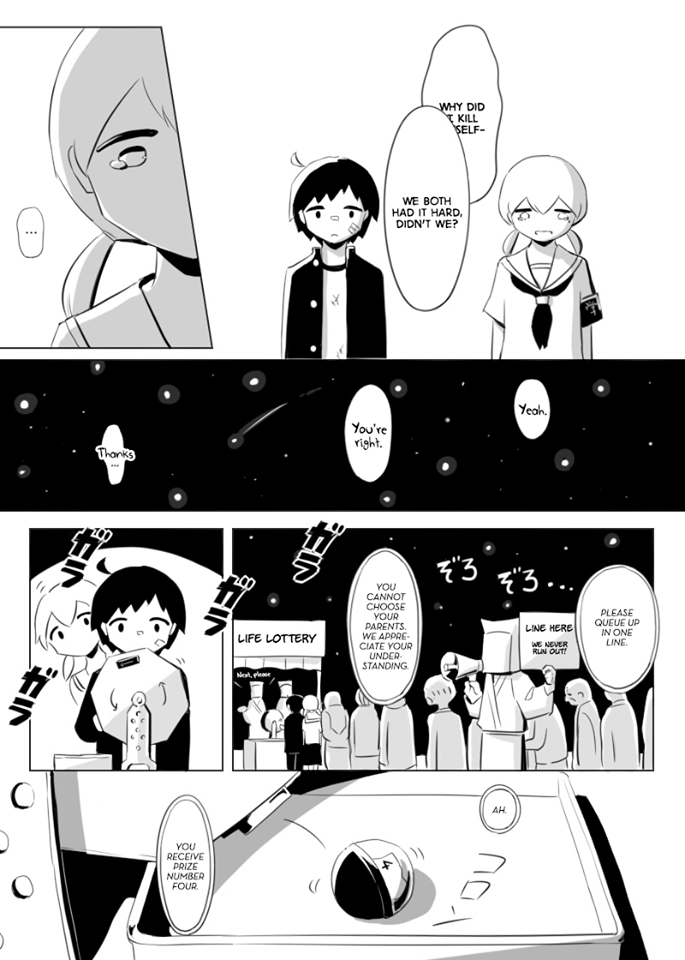 WHY DID
I KILL
MYSELF-
WE BOTH
HAD IT HARD,
DIDN'T WE?
...
Yeah.
You're
right.
Thanks
...
PLEASE
QUEUE UP
IN ONE
LINE.
ぞろ
ぞろ...
LINE HERE
WE NEVER
RUN OUT!
YOU
CANNOT
CHOOSE
YOUR
PARENTS.
WE APPRE-
CIATE YOUR
UNDER-
STANDING.
LIFE LOTTERY
Next, please
ガラ
ガラ
ガラ
ガラ
AH.
コロ
4
YOU
RECEIVE
PRIZE
NUMBER
FOUR.